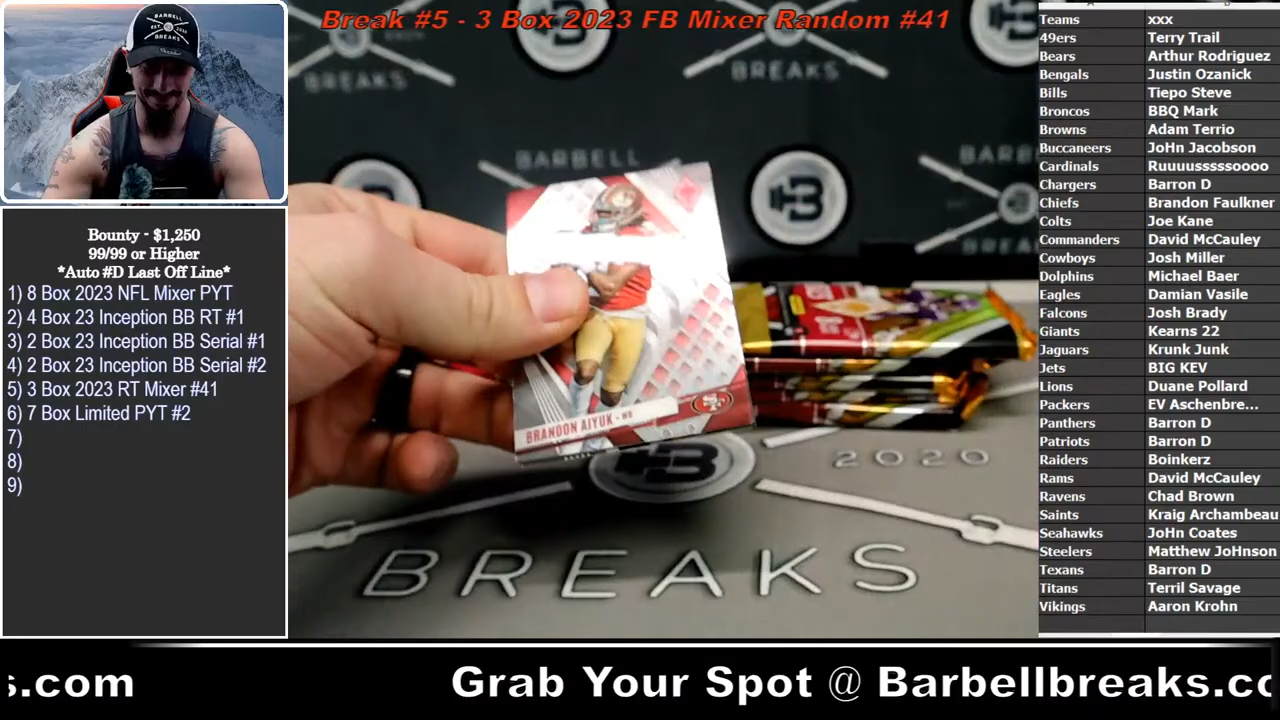 Break #5 - 3 Box 2023 FB Mixer Random #41
BARBELL
BREAKS
Bounty - $1,250
99/99 or Higher
*Auto #D Last Off Line*
1) 8 Box 2023 NFL Mixer PYT
2) 4 Box 23 Inception BB RT #1
3) 2 Box 23 Inception BB Serial #1
4) 2 Box 23 Inception BB Serial #2
5) 3 Box 2023 RT Mixer #41
6) 7 Box Limited PYT #2
7)
8)
9)
BREAKS
BREAKS
BARBELL
BARB
BREA
BRANDON AIYUK - WR
2020
BREAKS
Teams xxx
49ers Terry Trail
Bears Arthur Rodriguez
Bengals Justin Ozanick
Bills Tiepo Steve
Broncos BBQ Mark
Browns Adam Terrio
Buccaneers JoHn Jacobson
Cardinals Ruuuusssssoooo
Chargers Barron D
Chiefs Brandon Faulkner
Colts Joe Kane
Commanders David McCauley
Cowboys Josh Miller
Dolphins Michael Baer
Eagles Damian Vasile
Falcons Josh Brady
Giants Kearns 22
Jaguars Krunk Junk
Jets BIG KEV
Lions Duane Pollard
Packers EV Aschenbre...
Panthers Barron D
Patriots Barron D
Raiders Boinkerz
Rams David McCauley
Ravens Chad Brown
Saints Kraig Archambeau
Seahawks JoHn Coates
Steelers Matthew JoHnson
Texans Barron D
Titans Terril Savage
Vikings Aaron Krohn
s.com Grab Your Spot @ Barbellbreaks.co